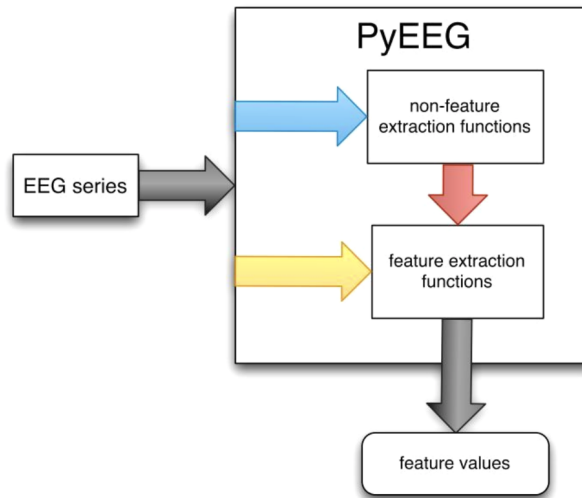 PyEEG
non-feature
extraction functions
EEG series
feature extraction
functions
feature values